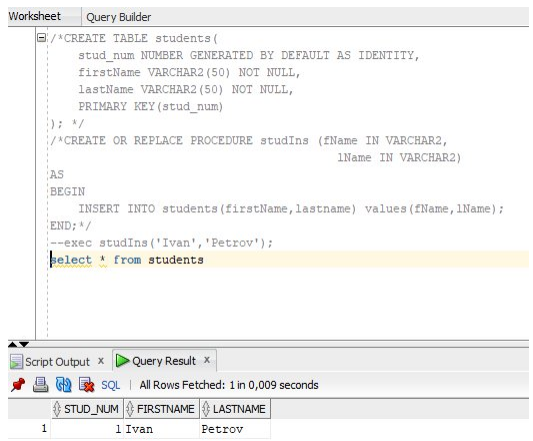 Worksheet Query Builder
/*CREATE TABLE students(
stud_num NUMBER GENERATED BY DEFAULT AS IDENTITY,
firstName VARCHAR2(50) NOT NULL,
lastName VARCHAR2(50) NOT NULL,
PRIMARY KEY(stud_num)
); */
/*CREATE OR REPLACE PROCEDURE studIns (fName IN VARCHAR2,
lName IN VARCHAR2)
AS
BEGIN
INSERT INTO students(firstName,lastname) values(fName,lName);
END;*/
--exec studIns('Ivan','Petrov');
select * from students
Script Output x Query Result x
SQL | All Rows Fetched: 1 in 0,009 seconds
STUD_NUM FIRSTNAME LASTNAME
1 1 Ivan Petrov